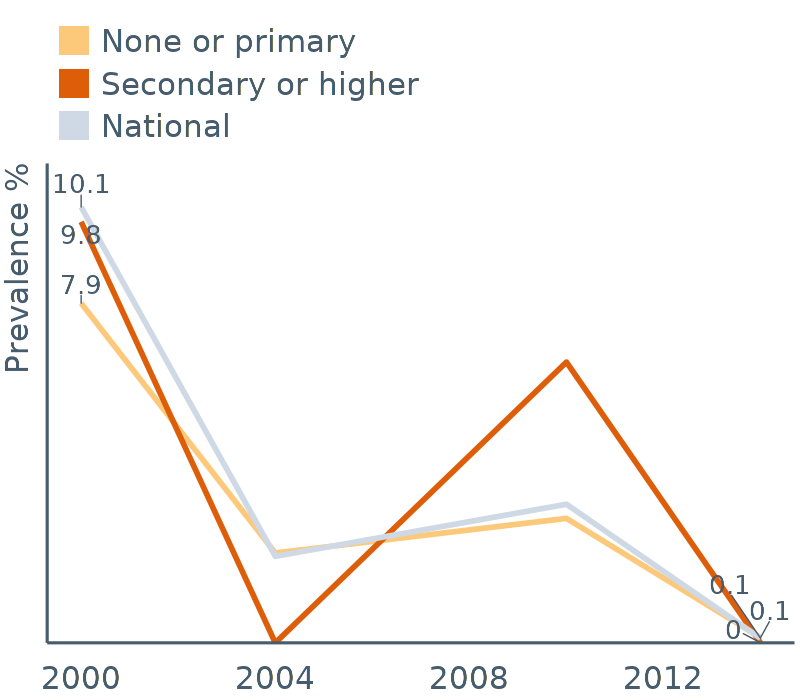 None or primary
Secondary or higher
National
Prevalence %
10.1
9.8
7.9
0.1
0.1
0
2000 2004 2008 2012